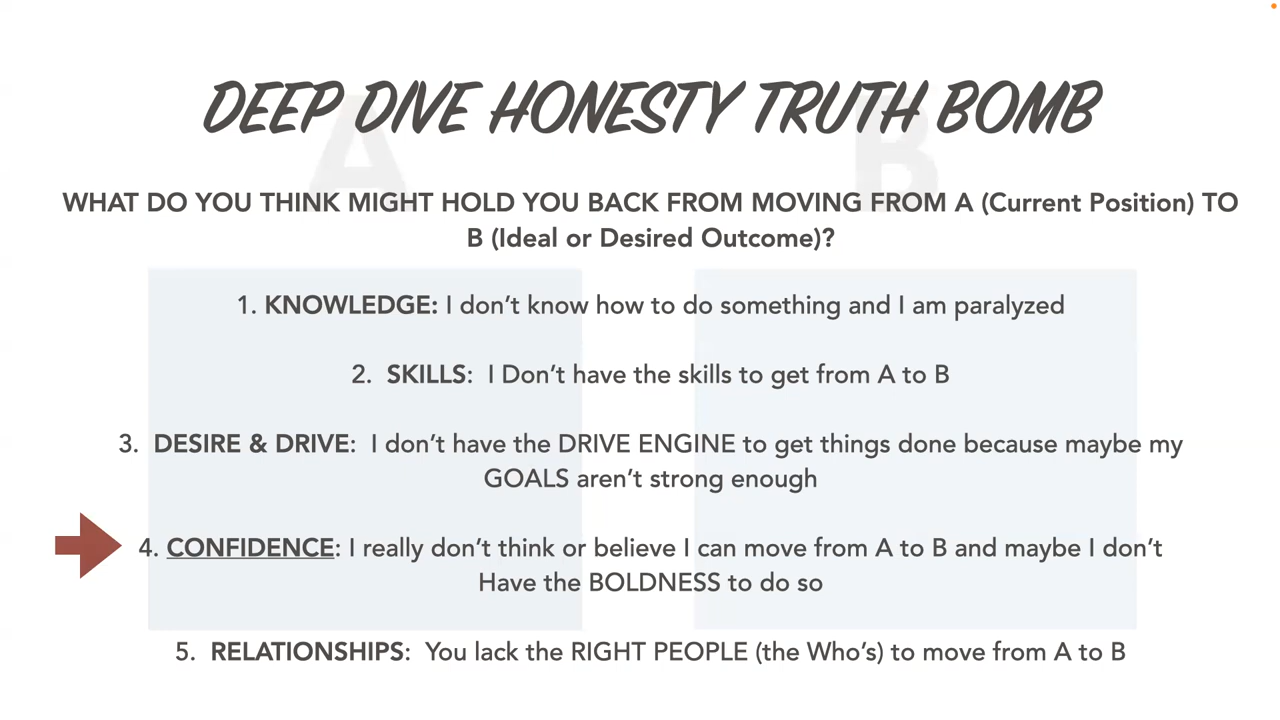 DEEP DIVE HONESTY TRUTH BOMB
A B
WHAT DO YOU THINK MIGHT HOLD YOU BACK FROM MOVING FROM A (Current Position) TO
B (Ideal or Desired Outcome)?
1. KNOWLEDGE: I don’t know how to do something and I am paralyzed
2. SKILLS: I Don’t have the skills to get from A to B
3. DESIRE & DRIVE: I don’t have the DRIVE ENGINE to get things done because maybe my
GOALS aren’t strong enough
4. CONFIDENCE: I really don’t think or believe I can move from A to B and maybe I don’t
Have the BOLDNESS to do so
5. RELATIONSHIPS: You lack the RIGHT PEOPLE (the Who’s) to move from A to B